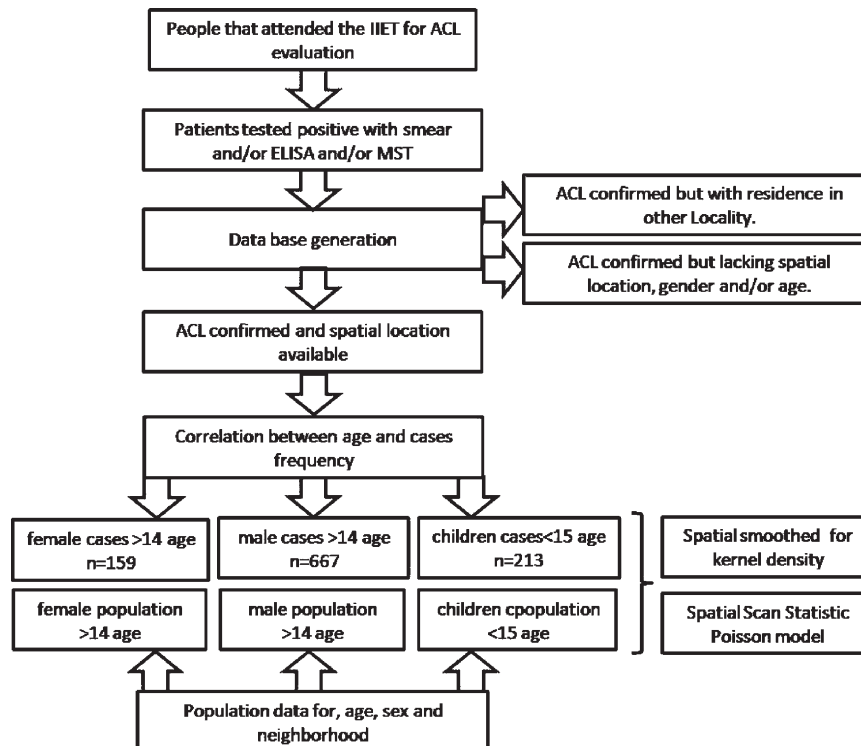 People that attended the IIET for ACL
evaluation
Patients tested positive with smear
and/or ELISA and/or MST
Data base generation
ACL confirmed but with residence in
other Locality.
ACL confirmed but lacking spatial
location, gender and/or age.
ACL confirmed and spatial location
available
Correlation between age and cases
frequency
female cases >14 age
n=159
male cases >14 age
n=667
children cases<15 age
n=213
Spatial smoothed for
kernel density
female population
>14 age
male population
>14 age
children cpopulation
<15 age
Spatial Scan Statistic
Poisson model
Population data for, age, sex and
neighborhood